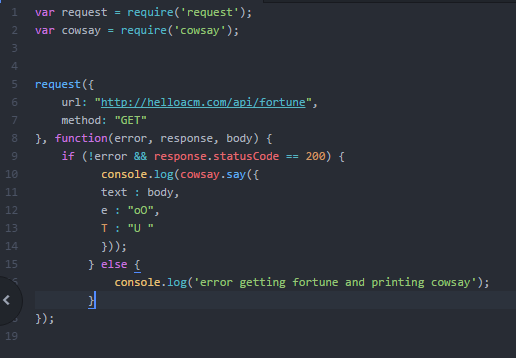 1 var request = require('request');
2 var cowsay = require('cowsay');
3
4
5 request({
6 url: "http://helloacm.com/api/fortune",
7 method: "GET"
8 }, function(error, response, body) {
9 if (!error && response.statusCode == 200) {
10 console.log(cowsay.say({
11 text : body,
12 e : "oO",
13 T : "U "
14 }));
15 } else {
console.log('error getting fortune and printing cowsay');
}
});
19